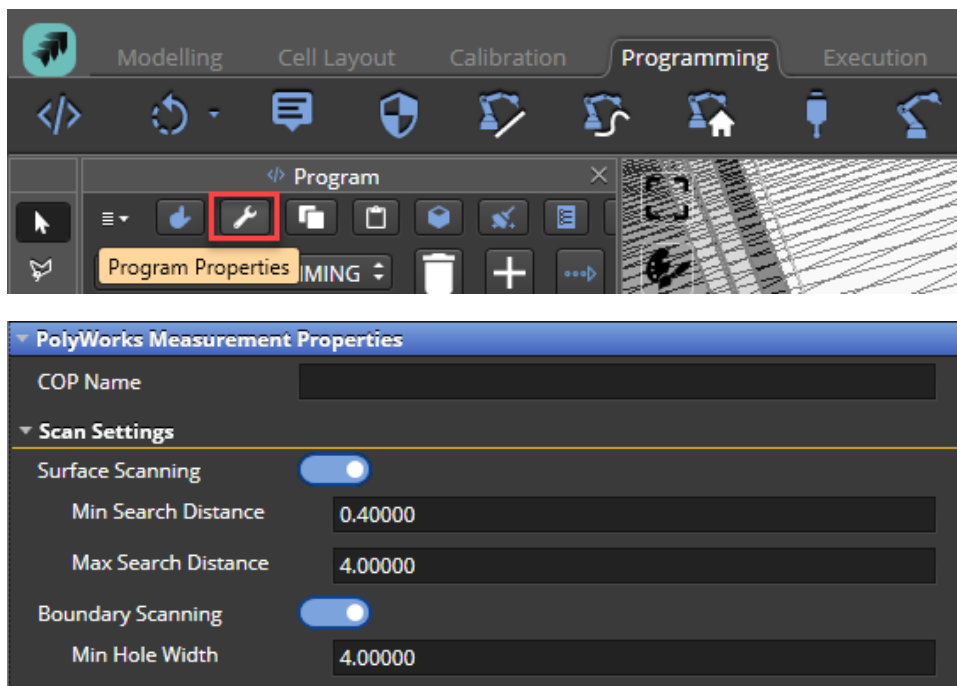 Modelling Cell Layout Calibration Programming Execution
</> Program
Program Properties MING
PolyWorks Measurement Properties
COP Name
Scan Settings
Surface Scanning
Min Search Distance 0.40000
Max Search Distance 4.00000
Boundary Scanning
Min Hole Width 4.00000